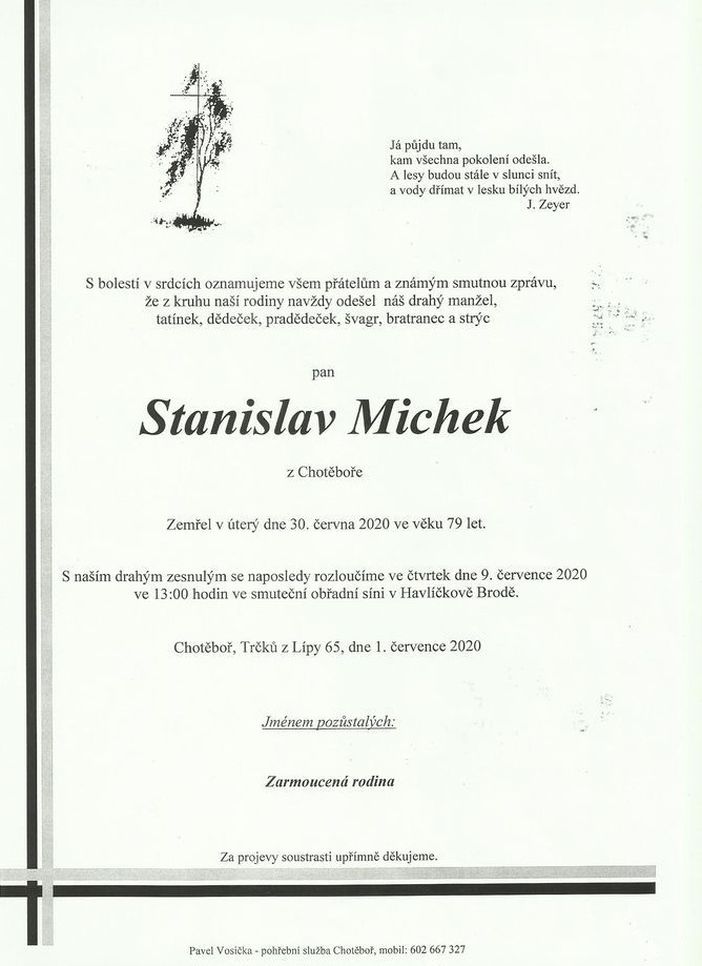 Já půjdu tam,
kam všechna pokolení odešla.
A lesy budou stále v slunci snít,
a vody dřímat v lesku bílých hvězd.
J. Zeyer
S bolestí v srdcích oznamujeme všem přátelům a známým smutnou zprávu,
že z kruhu naší rodiny navždy odešel náš drahý manžel,
tatínek, dědeček, pradědeček, švagr, bratranec a strýc
pan
Stanislav Michek
z Chotěboře
Zemřel v úterý dne 30. června 2020 ve věku 79 let.
S naším drahým zesnulým se naposledy rozloučíme ve čtvrtek dne 9. července 2020
ve 13:00 hodin ve smuteční obřadní síni v Havlíčkově Brodě.
Chotěboř, Trčků z Lípy 65, dne 1. července 2020
Jménem pozůstalých:
Zarmoucená rodina
Za projevy soustrasti upřímně děkujeme.
Pavel Vosička - pohřební služba Chotěboř, mobil: 602 667 327